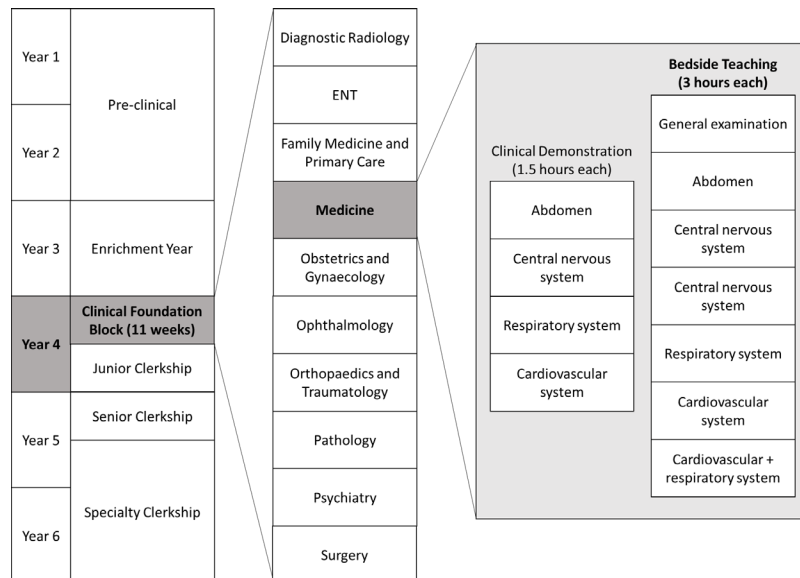 Year 1
Year 2
Year 3
Year 4
Year 5
Year 6
Pre-clinical
Enrichment Year
Clinical Foundation
Block (11 weeks)
Junior Clerkship
Senior Clerkship
Specialty Clerkship
Diagnostic Radiology
ENT
Family Medicine and
Primary Care
Medicine
Obstetrics and
Gynaecology
Ophthalmology
Orthopaedics and
Traumatology
Pathology
Psychiatry
Surgery
Clinical Demonstration
(1.5 hours each)
Abdomen
Central nervous
system
Respiratory system
Cardiovascular
system
Bedside Teaching
(3 hours each)
General examination
Abdomen
Central nervous
system
Central nervous
system
Respiratory system
Cardiovascular
system
Cardiovascular +
respiratory system